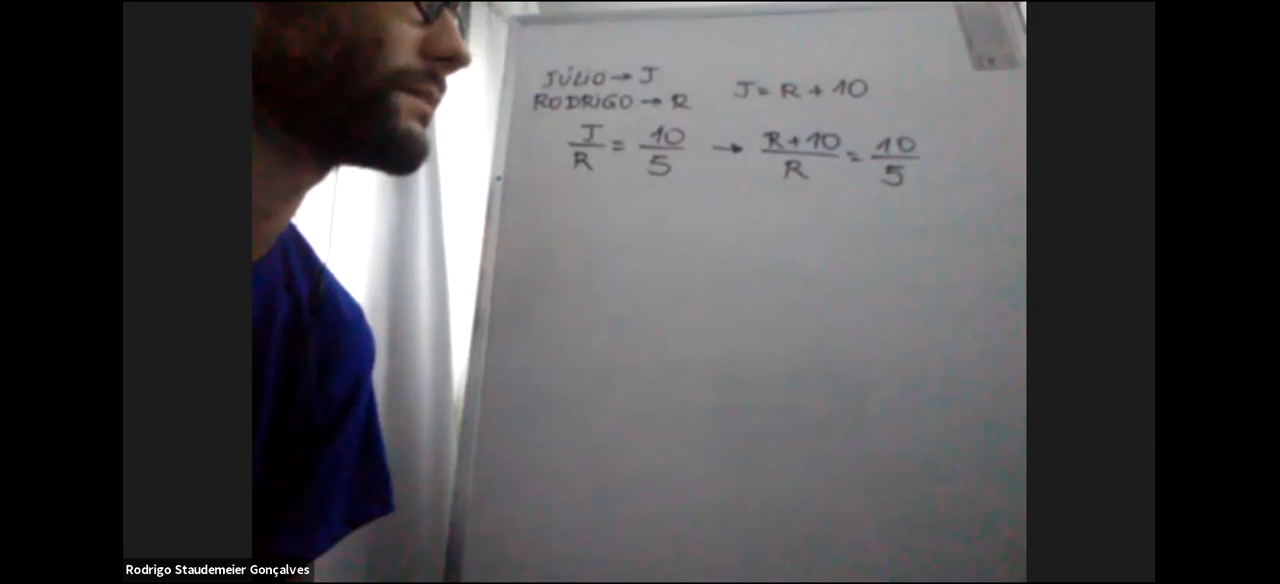 JÚLIO → J
RODRIGO → R
J = R + 10
J/R = 10/5 → R+10/R = 10/5
Rodrigo Staudemeier Gonçalves